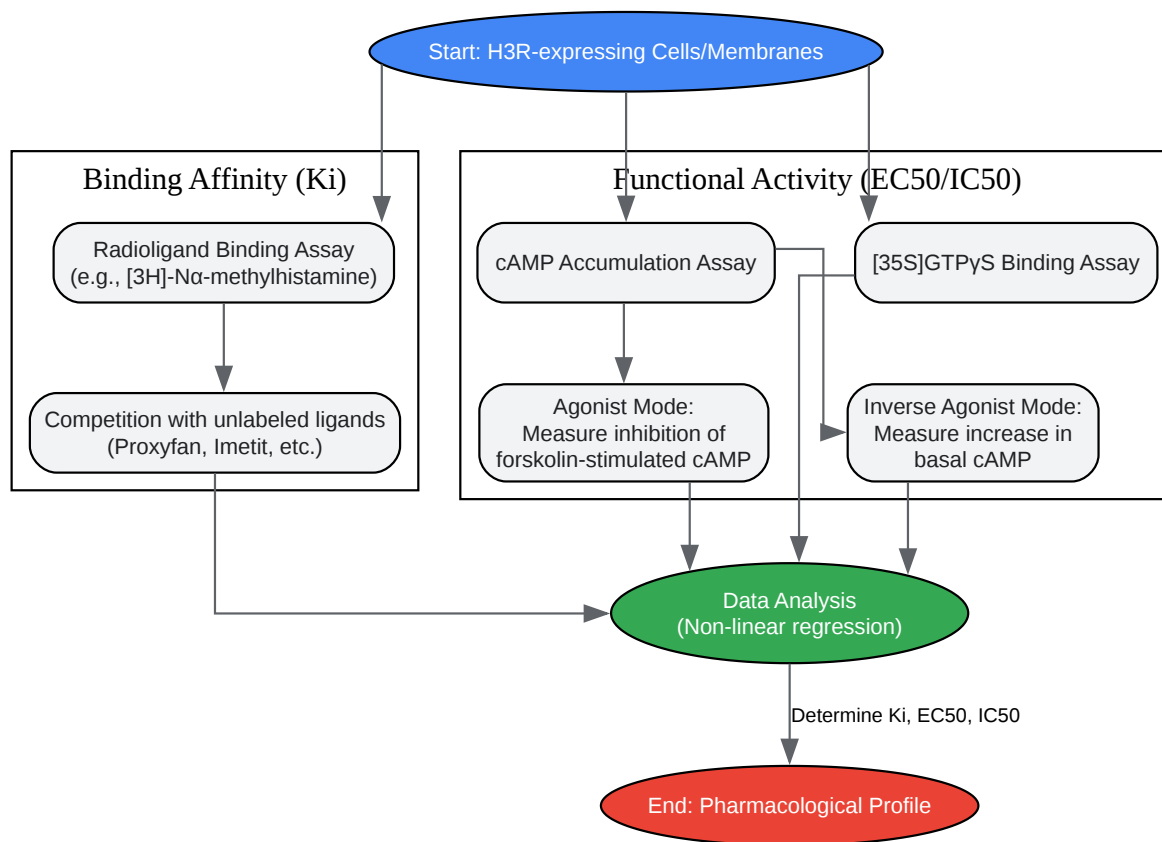 Start: H3R-expressing Cells/Membranes
Binding Affinity (Ki)
Functional Activity (EC50/IC50)
Radioligand Binding Assay
(e.g., [3H]-Nα-methylhistamine)
cAMP Accumulation Assay
[35S]GTPγS Binding Assay
Competition with unlabeled ligands
(Proxyfan, Imetit, etc.)
Agonist Mode:
Measure inhibition of
forskolin-stimulated cAMP
Inverse Agonist Mode:
Measure increase in
basal cAMP
Data Analysis
(Non-linear regression)
Determine Ki, EC50, IC50
End: Pharmacological Profile